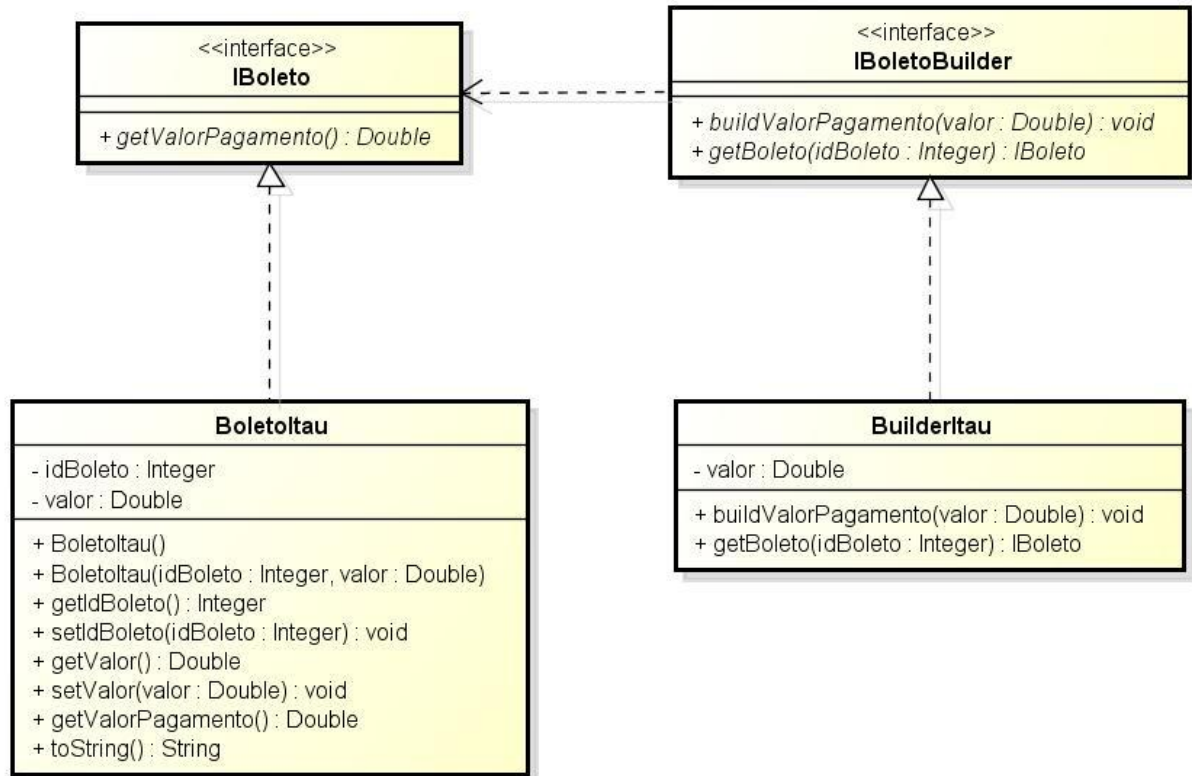 <<interface>>
IBoleto
+ getValorPagamento() : Double
<<interface>>
IBoletoBuilder
+ buildValorPagamento(valor : Double) : void
+ getBoleto(idBoleto : Integer) : IBoleto
BoletoItau
- idBoleto : Integer
- valor : Double
+ BoletoItau()
+ BoletoItau(idBoleto : Integer, valor : Double)
+ getIdBoleto() : Integer
+ setIdBoleto(idBoleto : Integer) : void
+ getValor() : Double
+ setValor(valor : Double) : void
+ getValorPagamento() : Double
+ toString() : String
BuilderItau
- valor : Double
+ buildValorPagamento(valor : Double) : void
+ getBoleto(idBoleto : Integer) : IBoleto